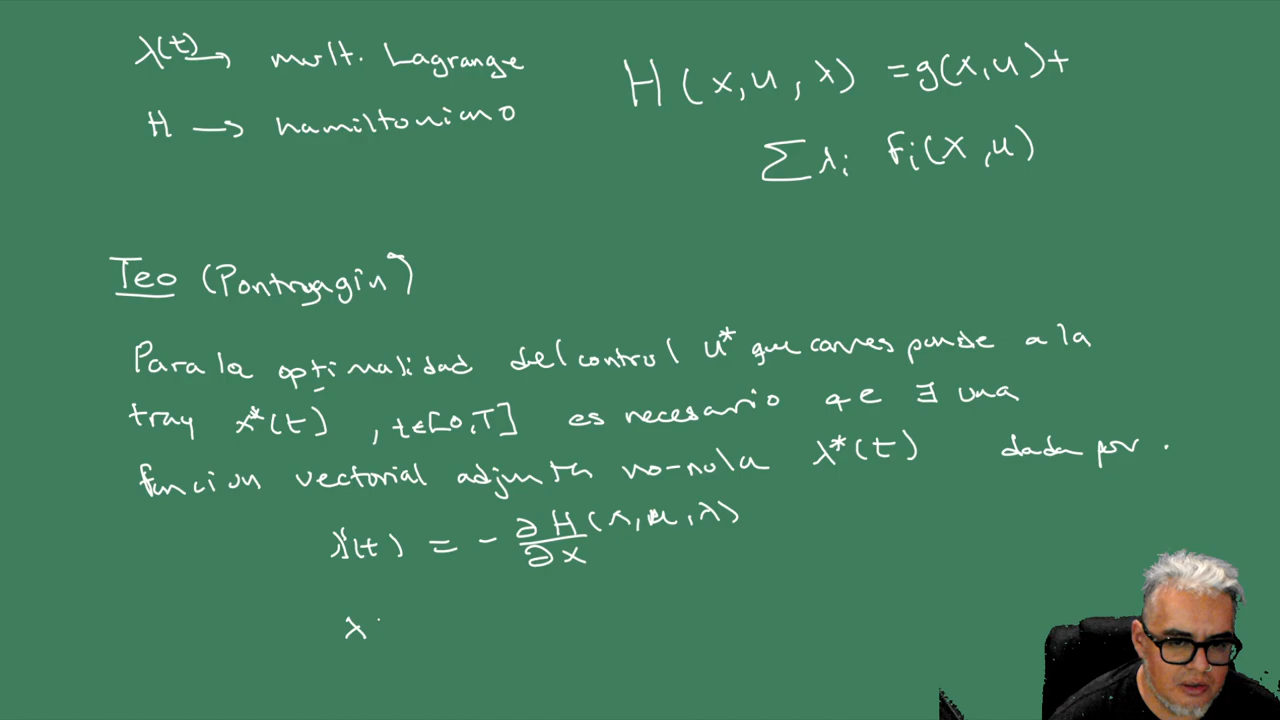 λ(t) → mult. Lagrange
H → hamiltoniano
H(x,u,λ) = g(x,u)+
∑ λi fi(x,u)
Teo (Pontryagin)
Para la optimalidad del control u* que corresponde a la
tray x*(t), t∈[0,T] es necesario que ∃ una
funcion vectorial adjunta no-nula λ*(t) dada por.
λ̇(t) = - ∂H/∂x (x,u,λ)
λ